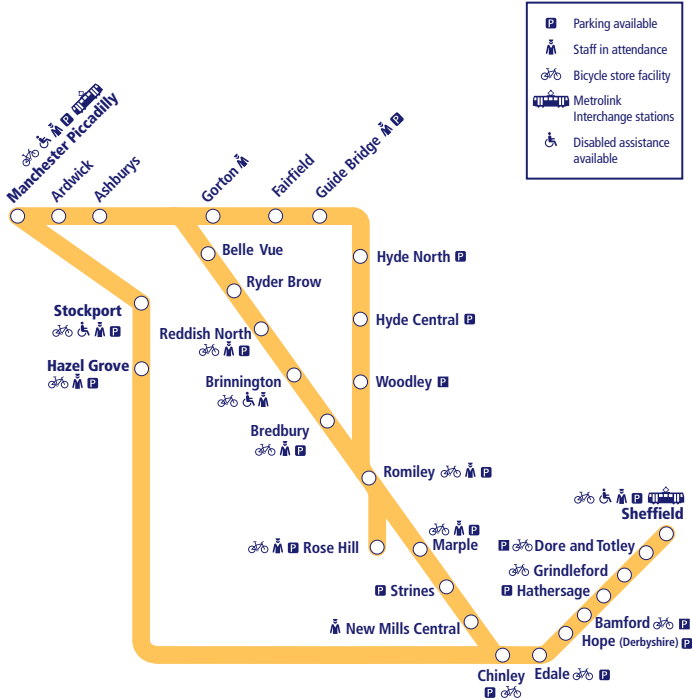 P Parking available
Staff in attendance
Bicycle store facility
Metrolink
Interchange stations
Disabled assistance
available
P
Manchester Piccadilly
Ardwick
Ashburys
Gorton
Fairfield
Guide Bridge P
Belle Vue
Hyde North P
Ryder Brow
Stockport
P
Hyde Central P
Reddish North
P
Hazel Grove
P
Brinnington
Woodley P
Bredbury
P
Romiley P
Sheffield
P
P Rose Hill
P
Marple
P Dore and Totley
Grindleford
P Strines
P Hathersage
New Mills Central
Bamford P
Hope (Derbyshire) P
Chinley
P
Edale P